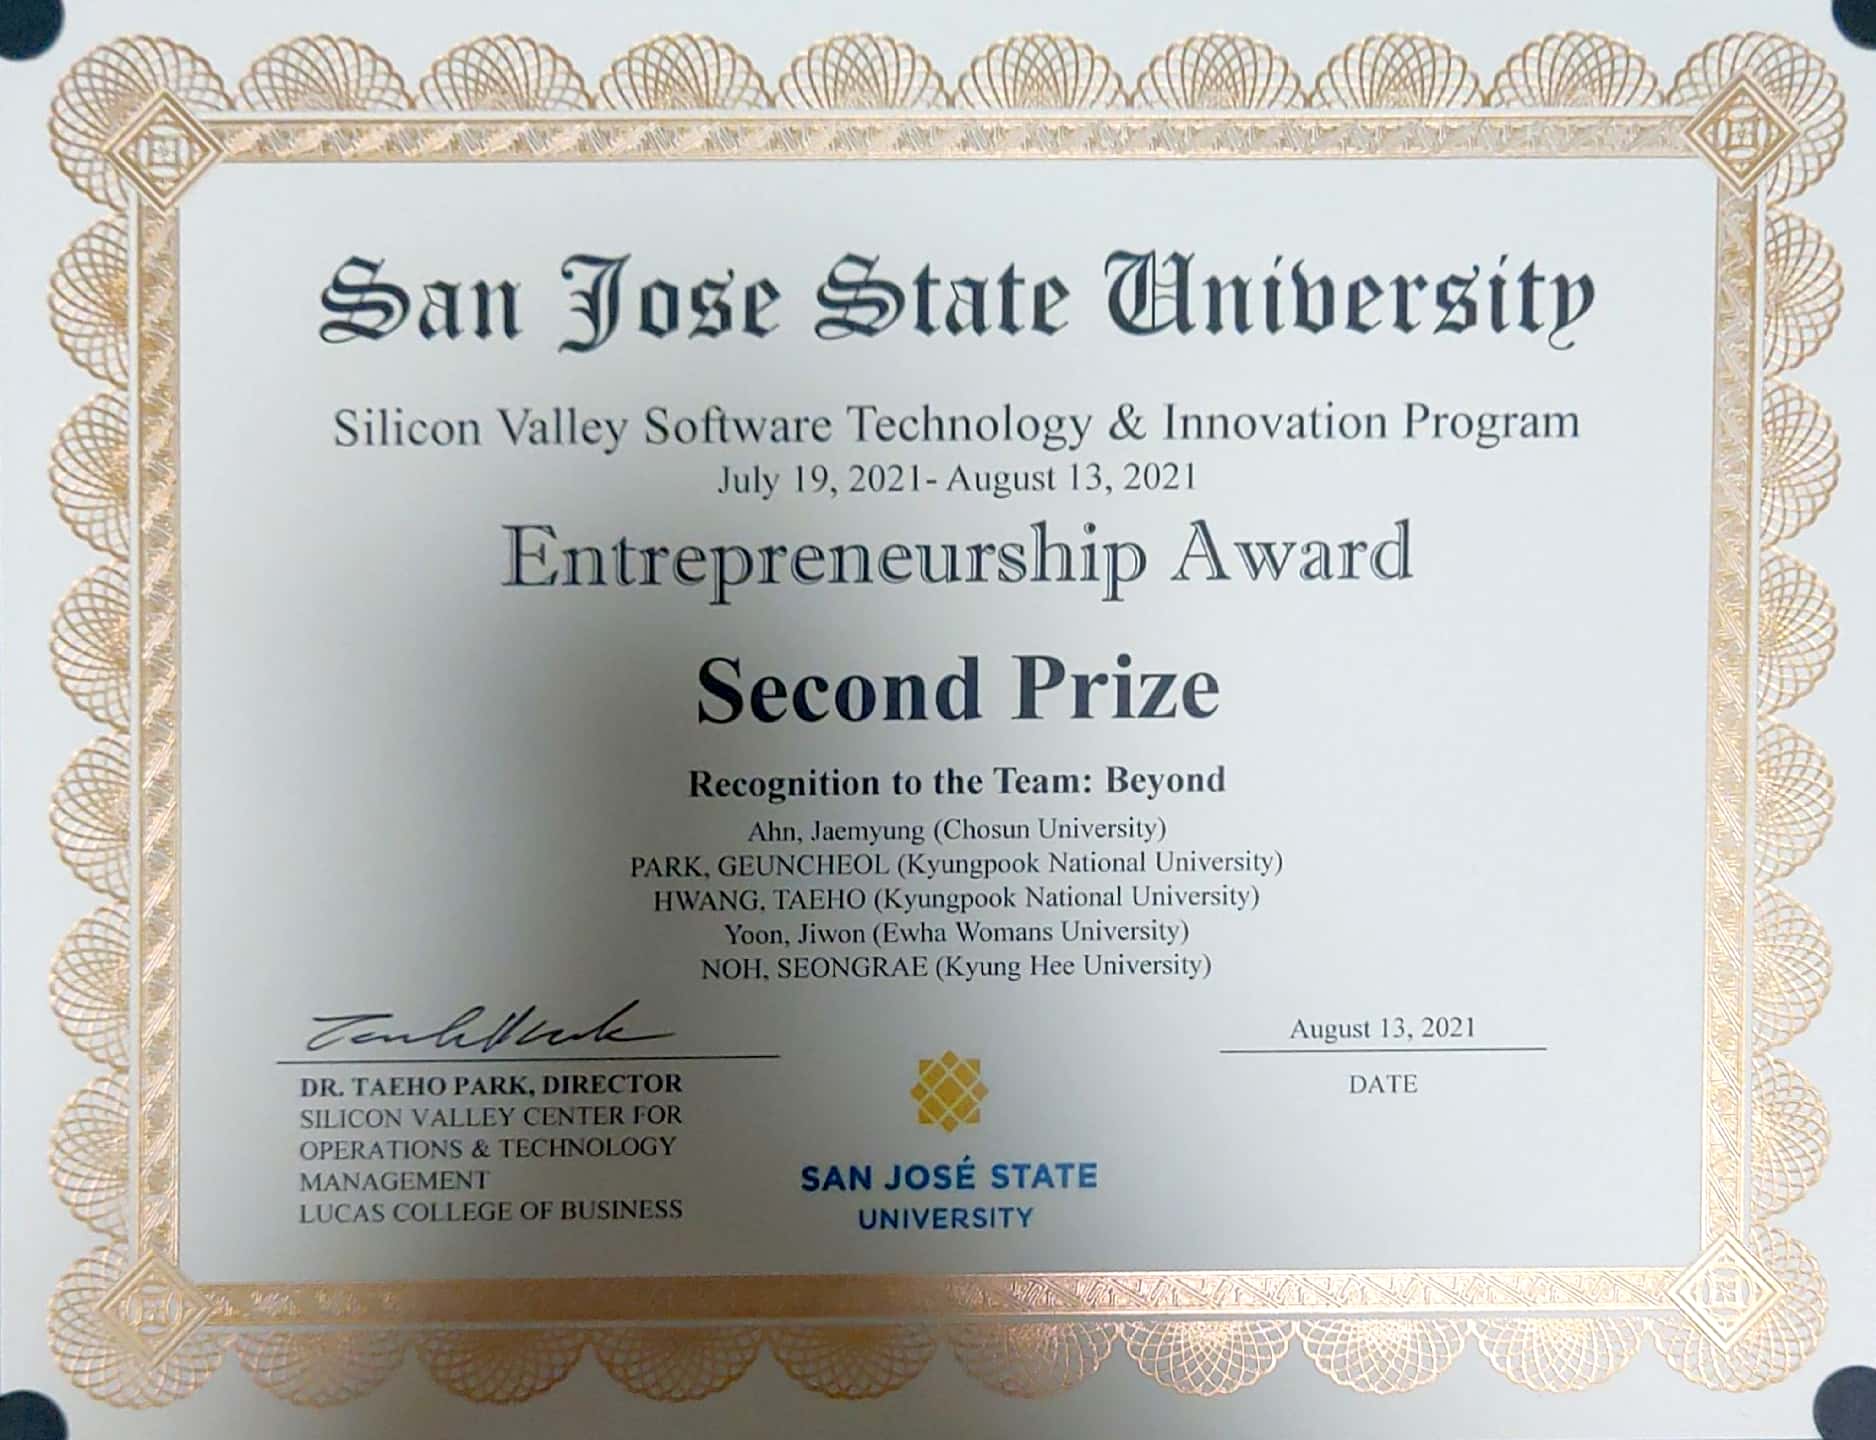 San Jose State University
Silicon Valley Software Technology & Innovation Program
July 19, 2021- August 13, 2021
Entrepreneurship Award
Second Prize
Recognition to the Team: Beyond
Ahn, Jaemyung (Chosun University)
PARK, GEUNCHEOL (Kyungpook National University)
HWANG, TAEHO (Kyungpook National University)
Yoon, Jiwon (Ewha Womans University)
NOH, SEONGRAE (Kyung Hee University)
DR. TAEHO PARK, DIRECTOR
SILICON VALLEY CENTER FOR
OPERATIONS & TECHNOLOGY
MANAGEMENT
LUCAS COLLEGE OF BUSINESS
SAN JOSÉ STATE
UNIVERSITY
August 13, 2021
DATE